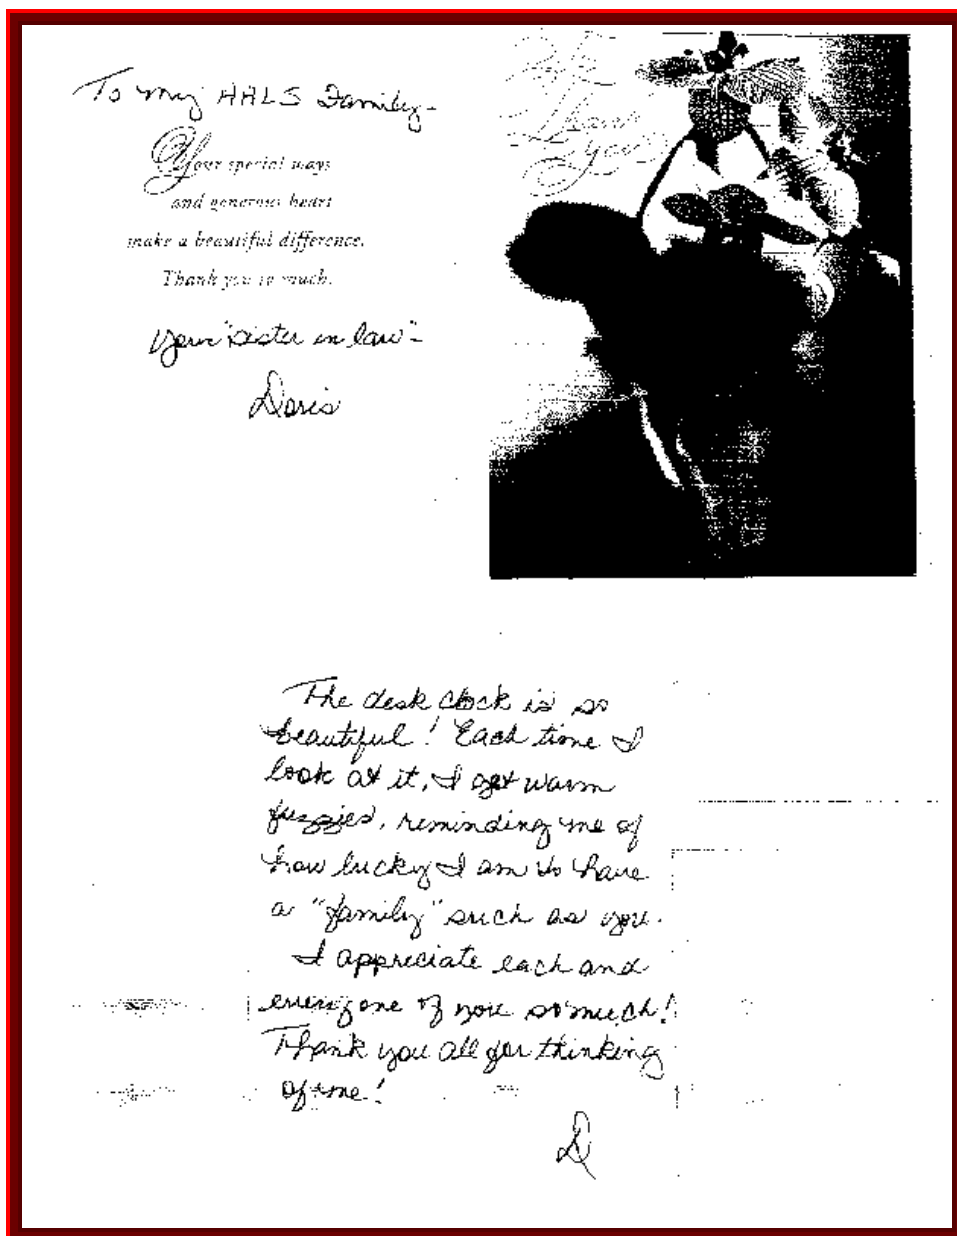 To my HHLS Family-
Your special ways
and generous heart
make a beautiful difference.
Thank you so much.
your "sister in law"-
Doris
Thank
you
The desk clock is so
beautiful! Each time I
look at it, I get warm
fuzzies, reminding me of
how lucky I am to have
a "family" such as you.
I appreciate each and
everyone of you so much!
Thank you all for thinking
of me!
D